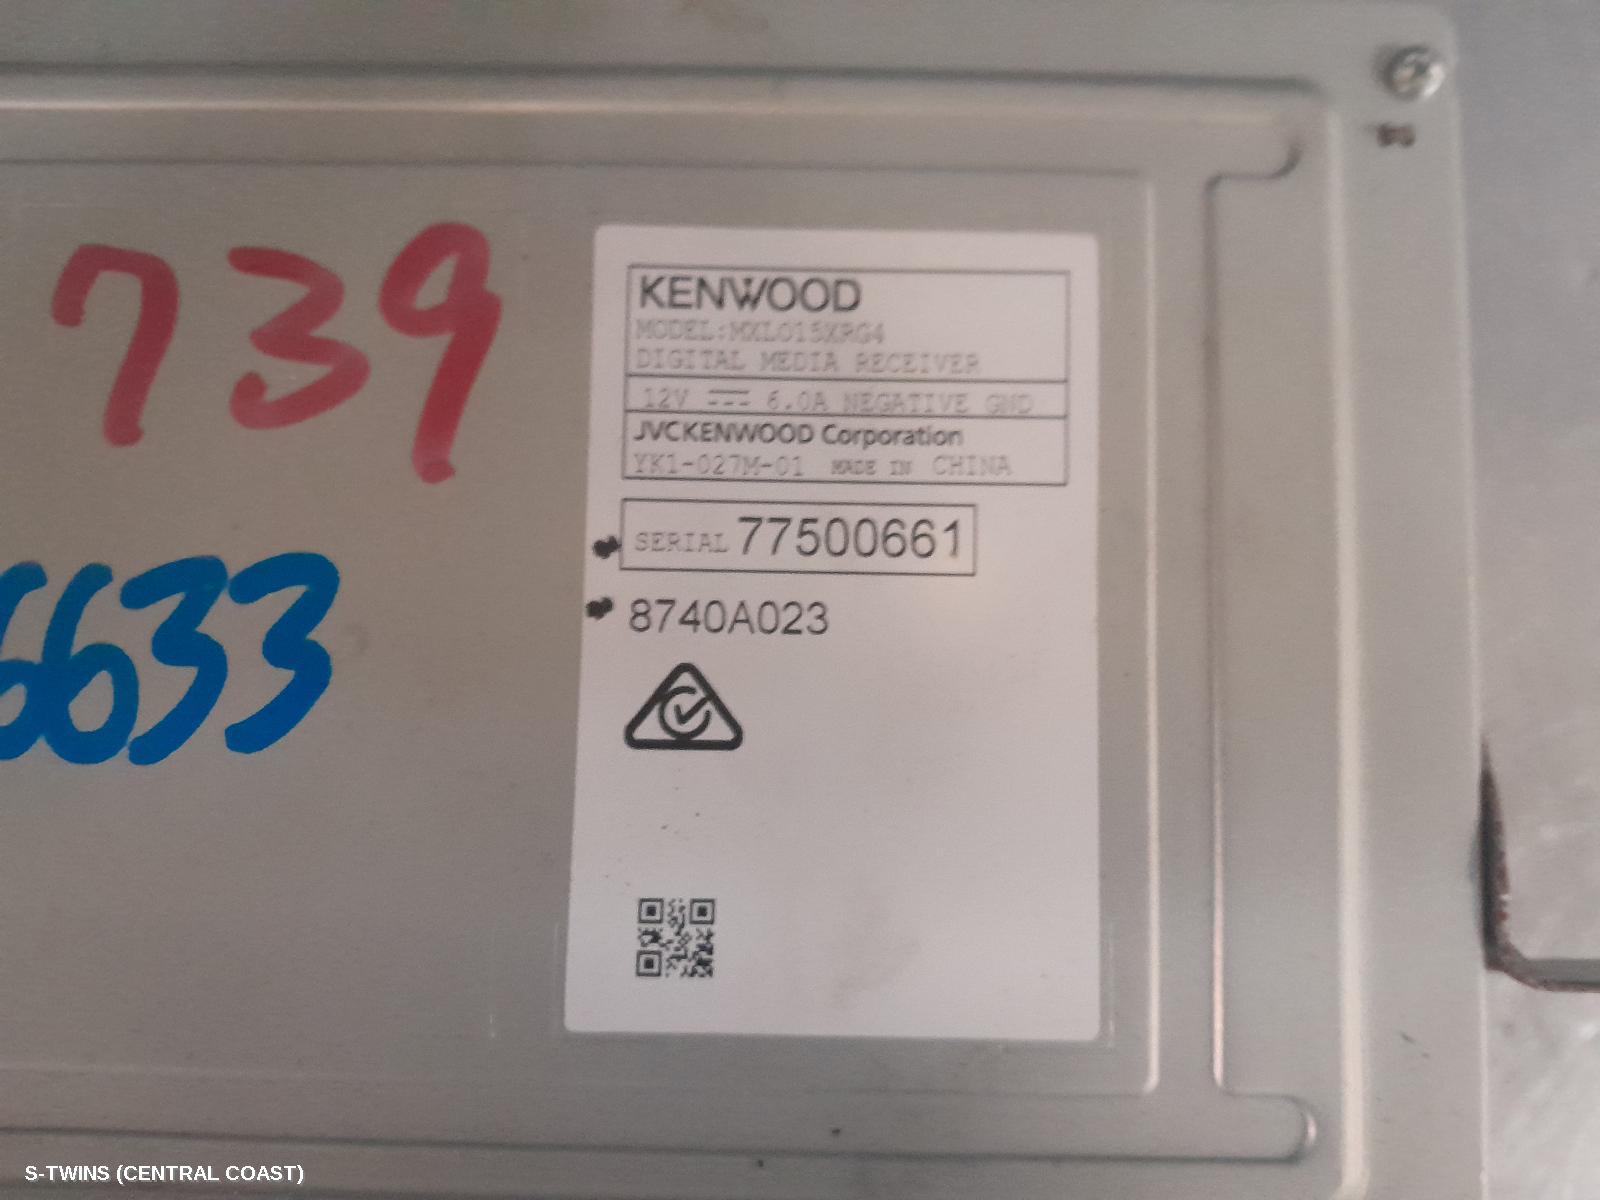 739
6633
KENWOOD
MODEL:MXL015XRG4
DIGITAL MEDIA RECEIVER
12V 6.0A NEGATIVE GND
JVCKENWOOD Corporation
YK1-027M-01 MADE IN CHINA
SERIAL 77500661
8740A023
S-TWINS (CENTRAL COAST)